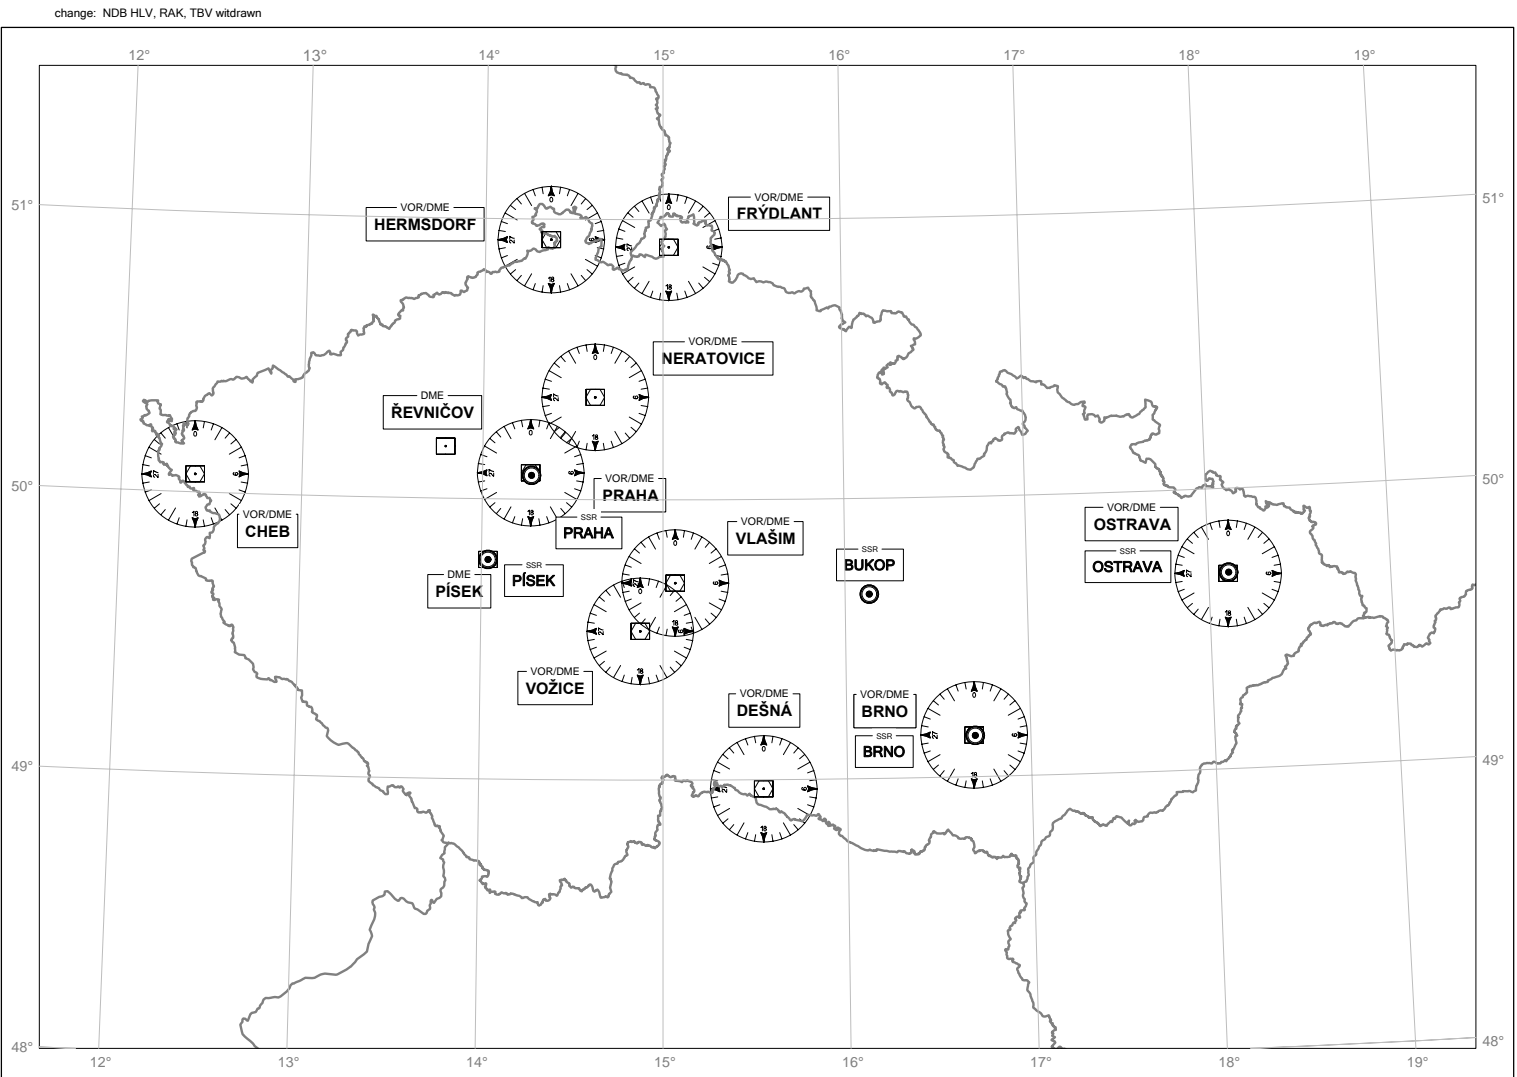 change: NDB HLV, RAK, TBV witdrawn
12° 13° 14° 15° 16° 17° 18° 19°
51° 51°
VOR/DME
HERMSDORF
VOR/DME
FRÝDLANT
VOR/DME
NERATOVICE
DME
ŘEVNIČOV
50° 50°
VOR/DME
CHEB
VOR/DME
PRAHA
SSR
PRAHA
VOR/DME
VLAŠIM
VOR/DME
OSTRAVA
SSR
OSTRAVA
SSR
BUKOP
DME
PÍSEK
SSR
PÍSEK
VOR/DME
VOŽICE
VOR/DME
DEŠNÁ
VOR/DME
BRNO
SSR
BRNO
49° 49°
48° 48°
12° 13° 14° 15° 16° 17° 18° 19°